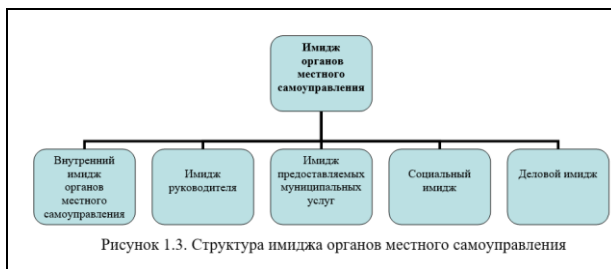 Имидж
органов
местного
самоуправления
Внутренний
имидж
органов
местного
самоуправления
Имидж
руководителя
Имидж
предоставляемых
муниципальных
услуг
Социальный
имидж
Деловой имидж
Рисунок 1.3. Структура имиджа органов местного самоуправления